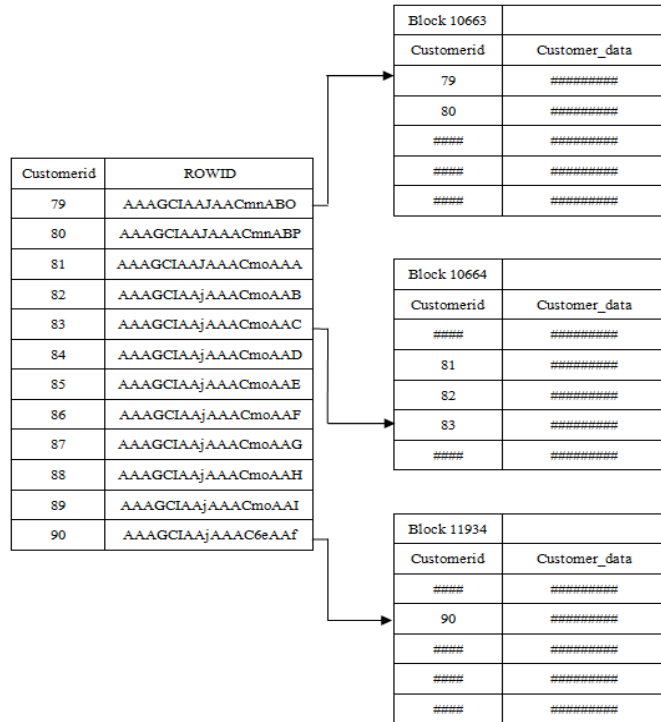 Block 10663
Customerid Customer_data
79 #########
80 #########
#### #########
#### #########
#### #########
Customerid ROWID
79 AAAGCIAAJAACmnABO
80 AAAGCIAAJAAACmnABP
81 AAAGCIAAJAAACmoAAA
82 AAAGCIAAjAAACmoAAB
83 AAAGCIAAjAAACmoAAC
84 AAAGCIAAjAAACmoAAD
85 AAAGCIAAjAAACmoAAE
86 AAAGCIAAjAAACmoAAF
87 AAAGCIAAjAAACmoAAG
88 AAAGCIAAjAAACmoAAH
89 AAAGCIAAjAAACmoAAI
90 AAAGCIAAjAAAC6eAAf
Block 10664
Customerid Customer_data
#### #########
81 #########
82 #########
83 #########
#### #########
Block 11934
Customerid Customer_data
#### #########
90 #########
#### #########
#### #########
#### #########